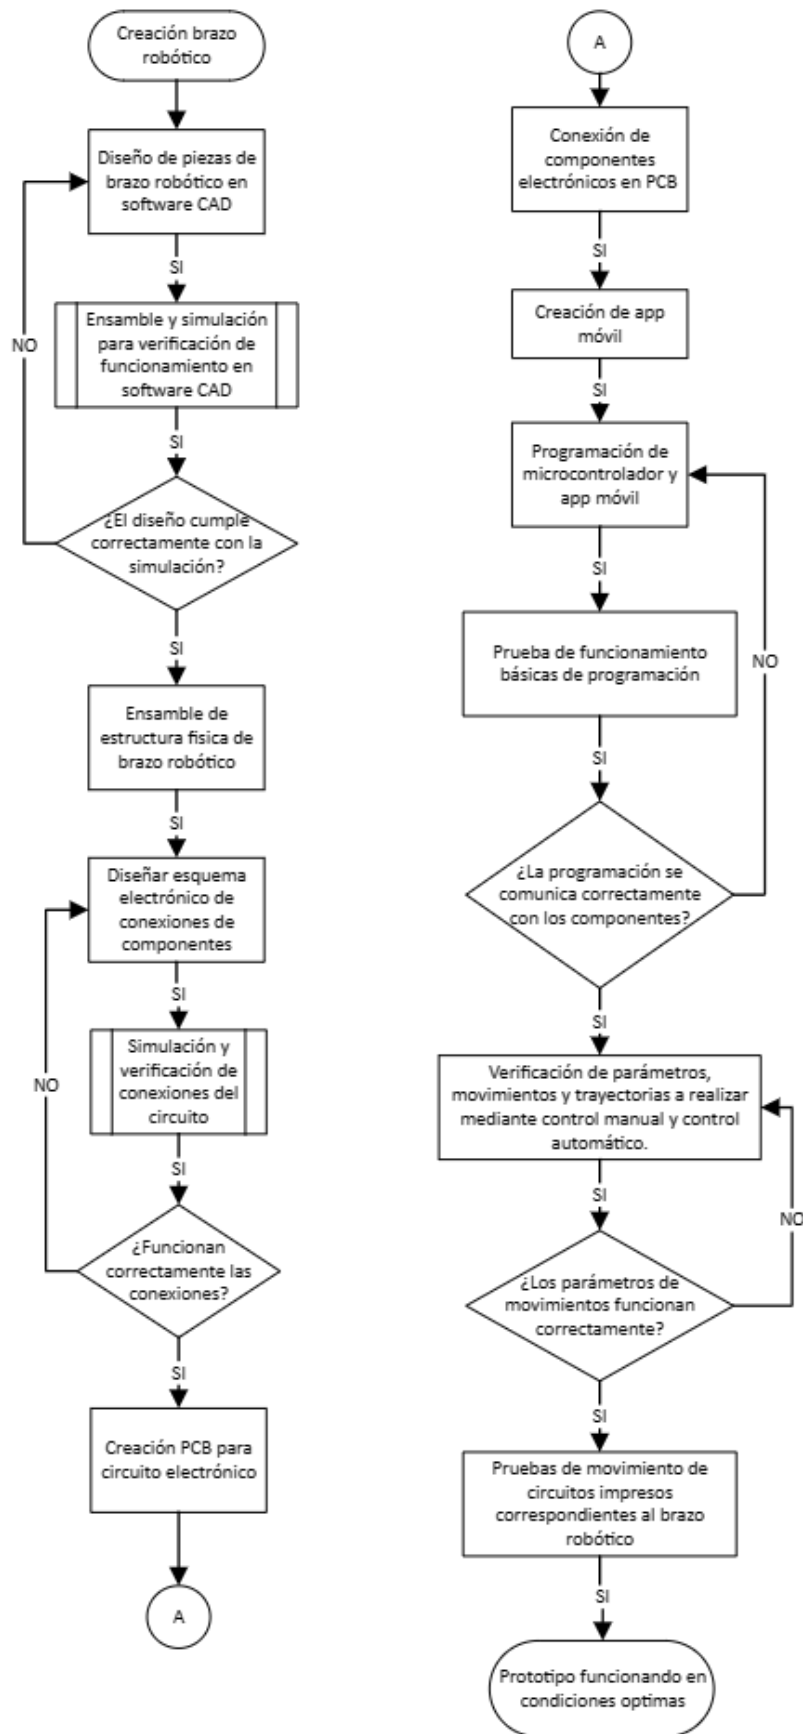 Creación brazo
robótico
Diseño de piezas de
brazo robótico en
software CAD
SI
Ensamble y simulación
para verificación de
funcionamiento en
software CAD
NO
SI
¿El diseño cumple
correctamente con la
simulación?
SI
Ensamble de
estructura fisica de
brazo robótico
SI
Diseñar esquema
electrónico de
conexiones de
componentes
SI
Simulación y
verificación de
conexiones del
circuito
NO
SI
¿Funcionan
correctamente las
conexiones?
SI
Creación PCB para
circuito electrónico
A
A
Conexión de
componentes
electrónicos en PCB
SI
Creación de app
móvil
SI
Programación de
microcontrolador y
app móvil
SI
Prueba de funcionamiento
básicas de programación
NO
SI
¿La programación se
comunica correctamente
con los componentes?
SI
Verificación de parámetros,
movimientos y trayectorias a realizar
mediante control manual y control
automático.
SI
NO
¿Los parámetros de
movimientos funcionan
correctamente?
SI
Pruebas de movimiento de
circuitos impresos
correspondientes al brazo
robótico
SI
Prototipo funcionando en
condiciones optimas